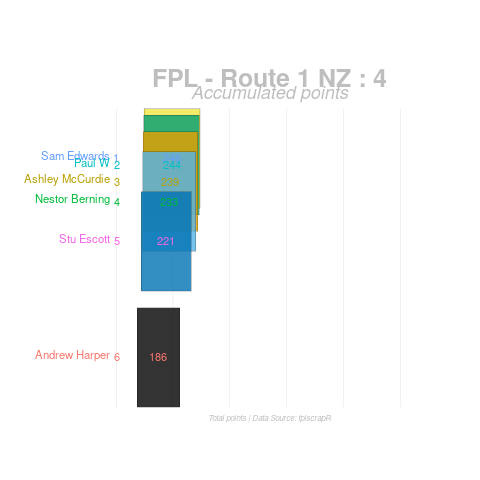 FPL - Route 1 NZ : 4
Accumulated points
Sam Edwards 1
Paul W 2 244
Ashley McCurdie 3
Nestor Berning 4 233
Stu Escott 5 221
Andrew Harper 6 186
Total points | Data Source: fplscrapR